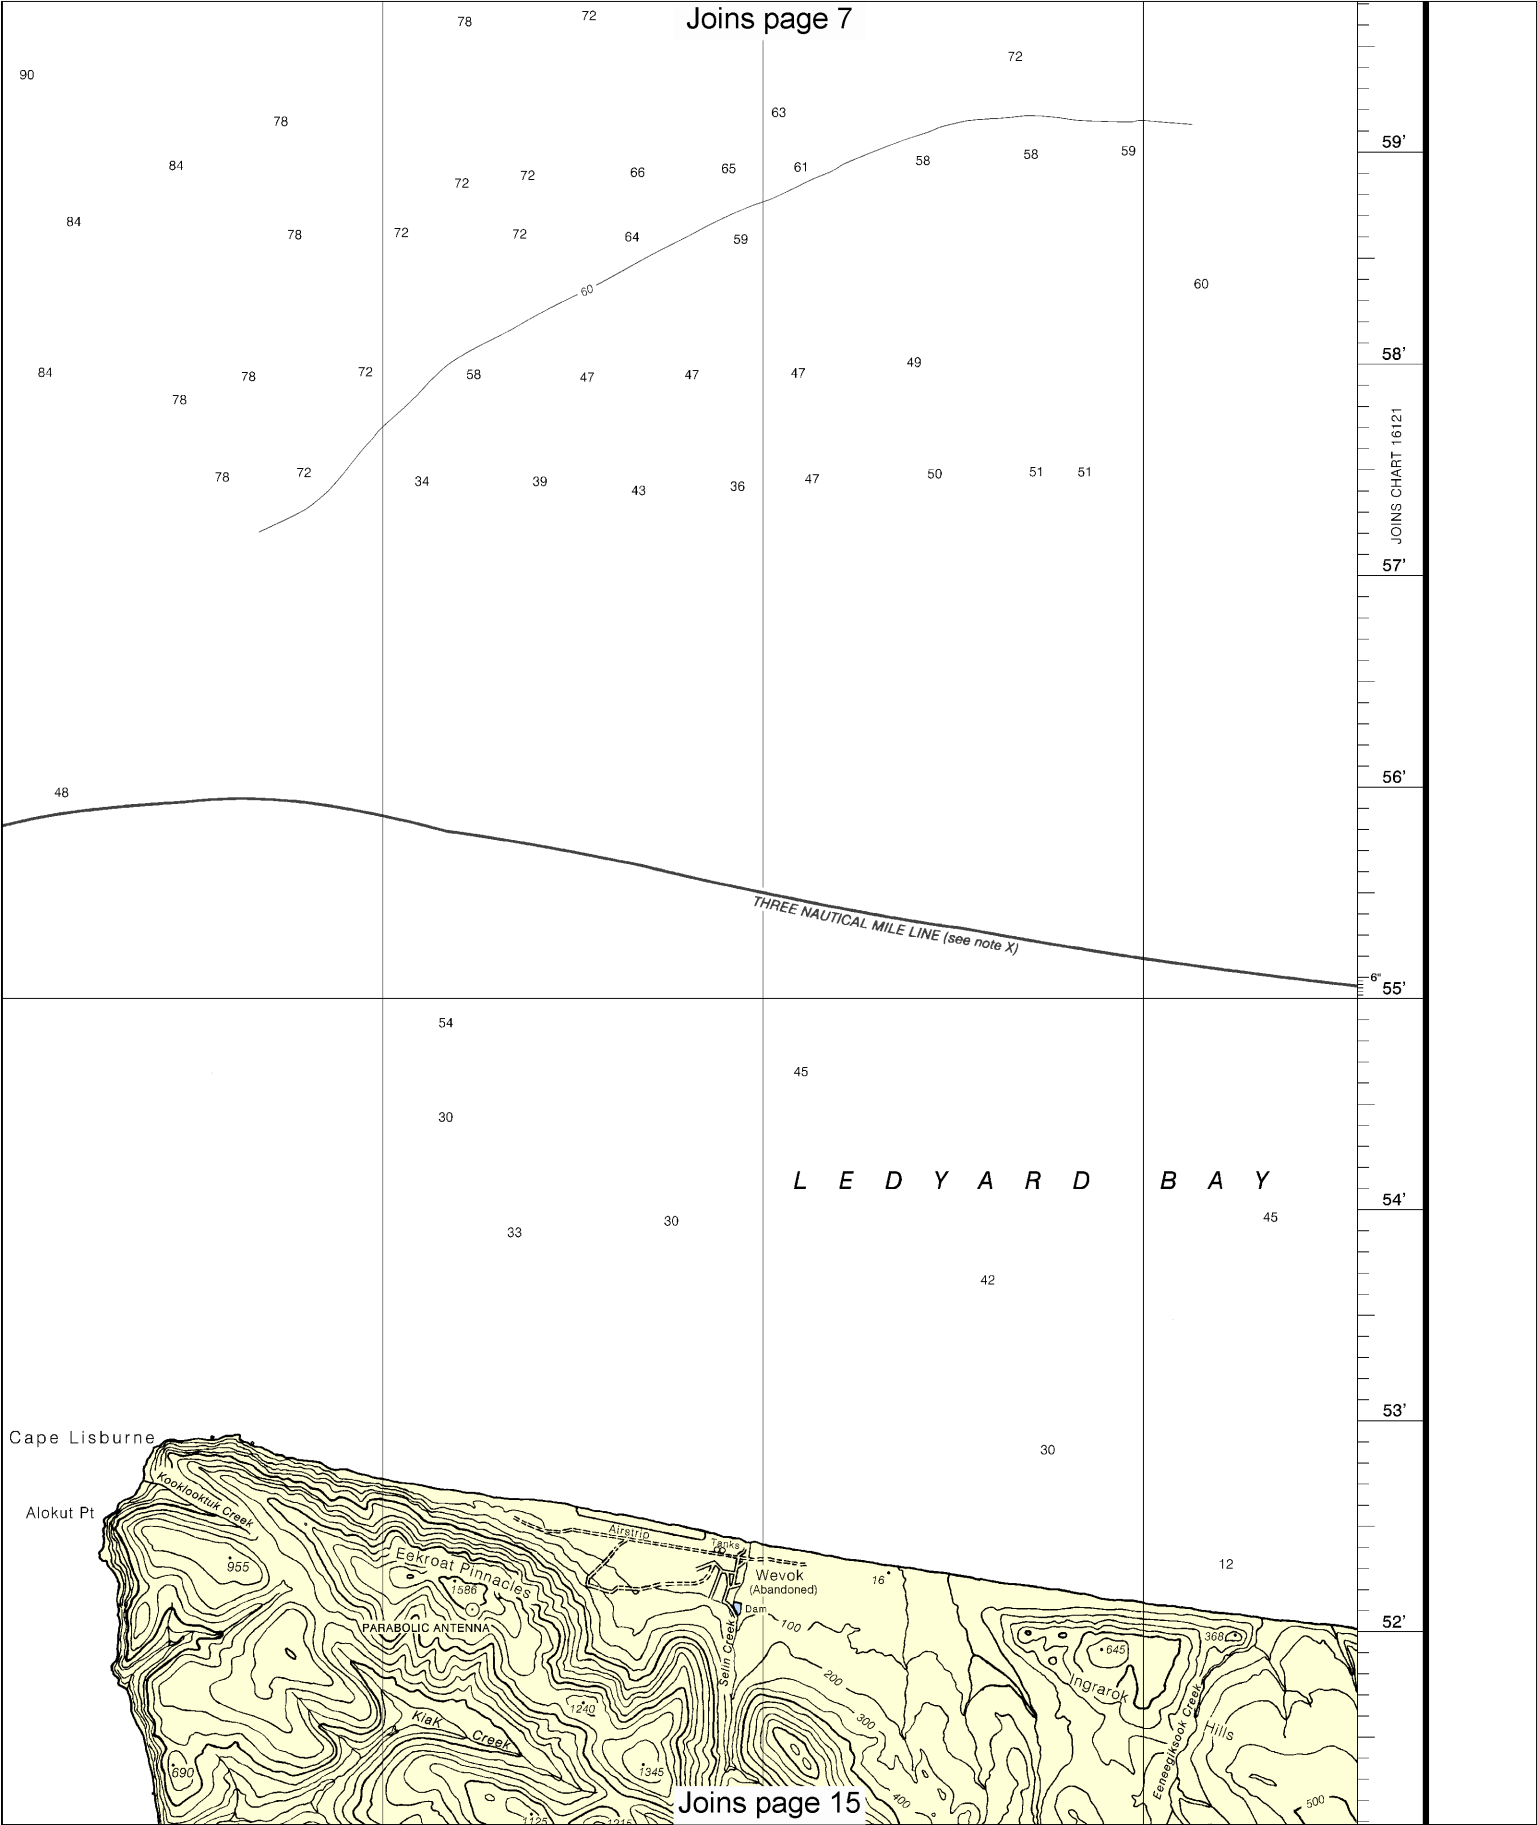 Joins page 7
78 72
72
90
63
78
59'
59
58 58
84 61
65
66
72 72
84
72 72 64
78 59
60
60
58'
49
84 78 72 58 47 47 47
78
JOINS CHART 16121
78 72 34 39 43 36 47 50 51 51
57'
56'
48
THREE NAUTICAL MILE LINE (see note X)
6"
55'
54
45
30
LEDYARD BAY
54'
33 30 45
42
53'
Cape Lisburne
30
Kooklooktuk Creek
Alokut Pt
Airstrip
Tanks
955
Eekroat Pinnacles
1586
Wevok
(Abandoned)
16
12
Dam
PARABOLIC ANTENNA
100
52'
Selin Creek
368
645
200
Ingrarok
Hills
Eeneegiksook Creek
1240
300
Kiak Creek
690
1345
400
500
1125
1215
Joins page 15